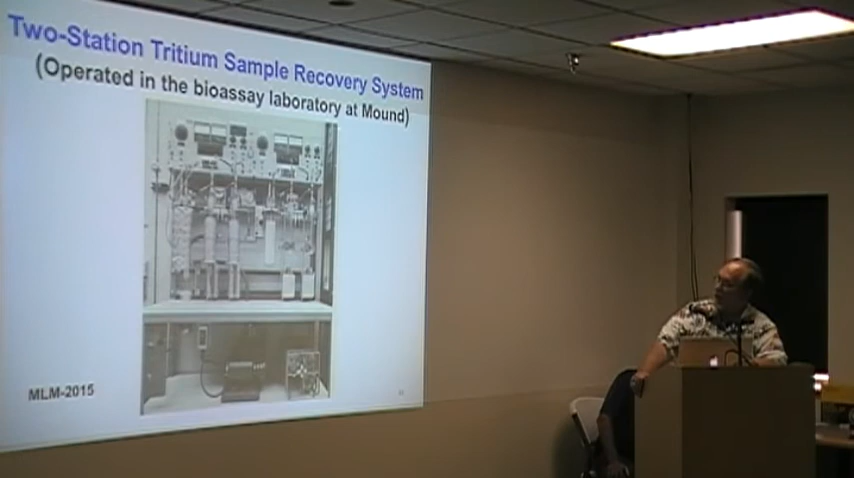 Two-Station Tritium Sample Recovery System
(Operated in the bioassay laboratory at Mound)
MLM-2015